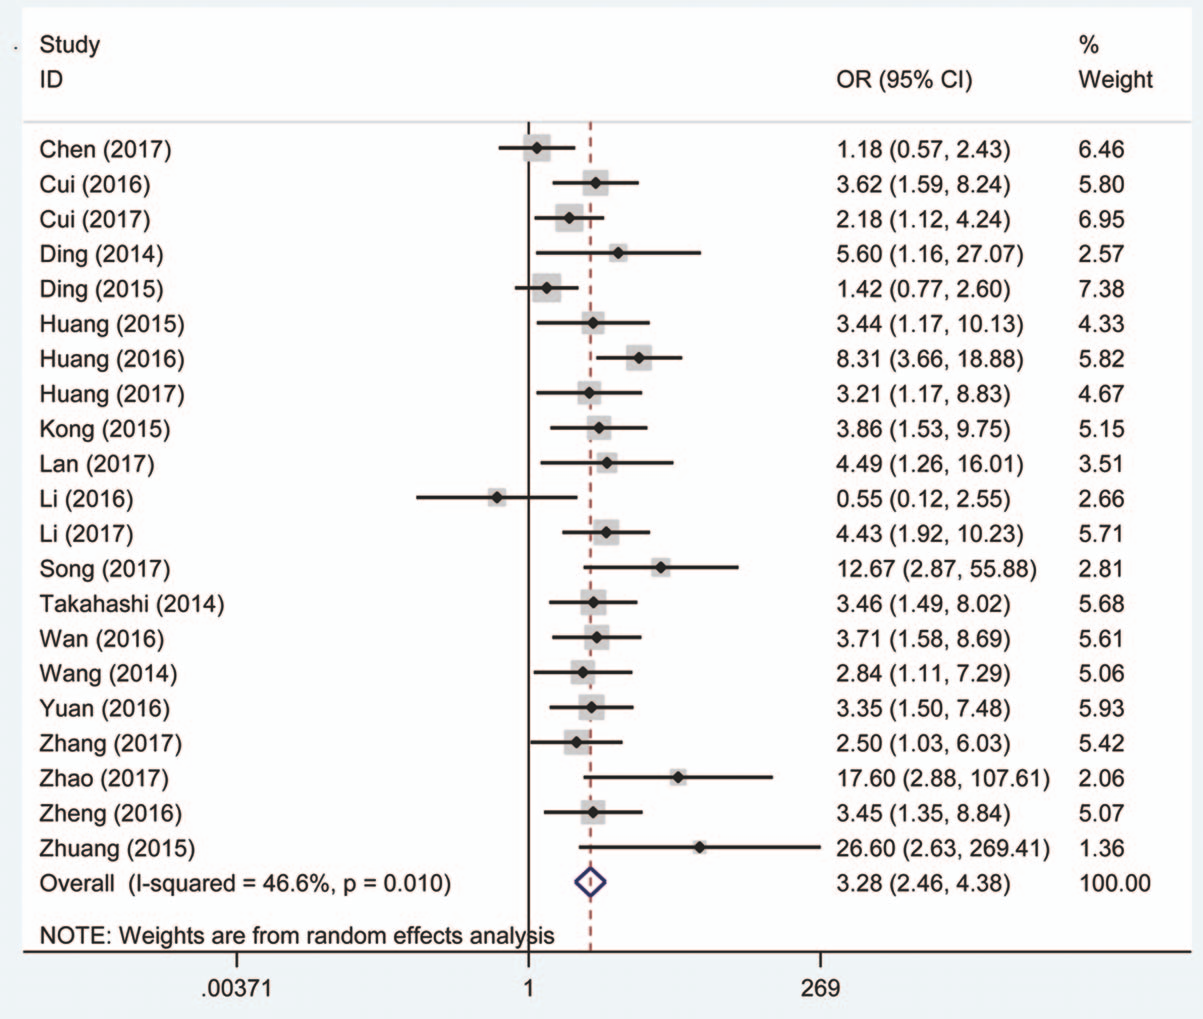 Study %
ID OR (95% CI) Weight
Chen (2017) 1.18 (0.57, 2.43) 6.46
Cui (2016) 3.62 (1.59, 8.24) 5.80
Cui (2017) 2.18 (1.12, 4.24) 6.95
Ding (2014) 5.60 (1.16, 27.07) 2.57
Ding (2015) 1.42 (0.77, 2.60) 7.38
Huang (2015) 3.44 (1.17, 10.13) 4.33
Huang (2016) 8.31 (3.66, 18.88) 5.82
Huang (2017) 3.21 (1.17, 8.83) 4.67
Kong (2015) 3.86 (1.53, 9.75) 5.15
Lan (2017) 4.49 (1.26, 16.01) 3.51
Li (2016) 0.55 (0.12, 2.55) 2.66
Li (2017) 4.43 (1.92, 10.23) 5.71
Song (2017) 12.67 (2.87, 55.88) 2.81
Takahashi (2014) 3.46 (1.49, 8.02) 5.68
Wan (2016) 3.71 (1.58, 8.69) 5.61
Wang (2014) 2.84 (1.11, 7.29) 5.06
Yuan (2016) 3.35 (1.50, 7.48) 5.93
Zhang (2017) 2.50 (1.03, 6.03) 5.42
Zhao (2017) 17.60 (2.88, 107.61) 2.06
Zheng (2016) 3.45 (1.35, 8.84) 5.07
Zhuang (2015) 26.60 (2.63, 269.41) 1.36
Overall (I-squared = 46.6%, p = 0.010) 3.28 (2.46, 4.38) 100.00
NOTE: Weights are from random effects analysis
.00371 1 269